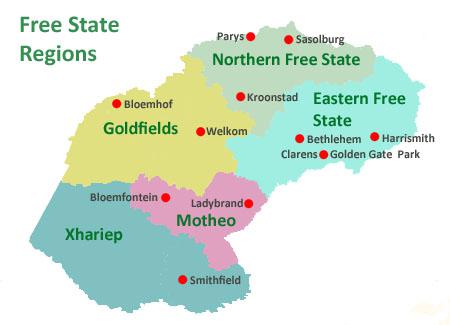 Free State
Regions
Parys
Sasolburg
Northern Free State
Kroonstad
Eastern Free
State
Bloemhof
Goldfields
Welkom
Bethlehem
Harrismith
Clarens
Golden Gate Park
Bloemfontein
Ladybrand
Motheo
Xhariep
Smithfield